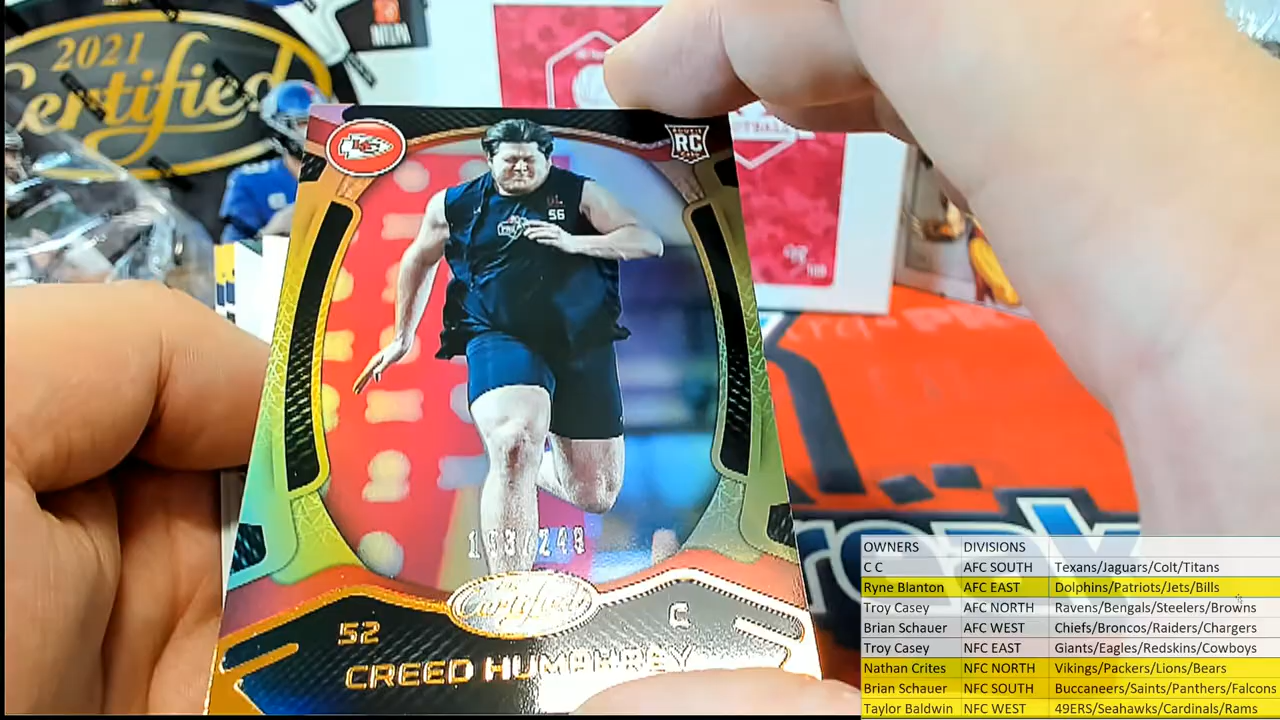 2021
Certified
RC
56
Certified
52
C
CREED HUMPHREY
OWNERS DIVISIONS
C C AFC SOUTH Texans/Jaguars/Colt/Titans
Ryne Blanton AFC EAST Dolphins/Patriots/Jets/Bills
Troy Casey AFC NORTH Ravens/Bengals/Steelers/Browns
Brian Schauer AFC WEST Chiefs/Broncos/Raiders/Chargers
Troy Casey NFC EAST Giants/Eagles/Redskins/Cowboys
Nathan Crites NFC NORTH Vikings/Packers/Lions/Bears
Brian Schauer NFC SOUTH Buccaneers/Saints/Panthers/Falcons
Taylor Baldwin NFC WEST 49ERS/Seahawks/Cardinals/Rams